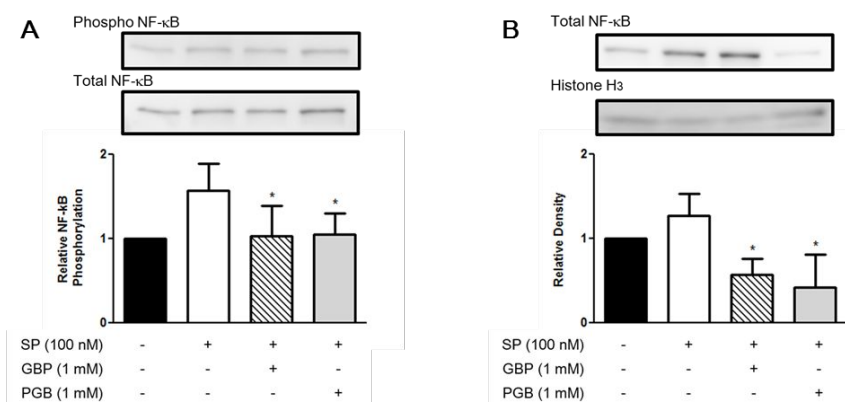 A
Phospho NF-κB
Total NF-κB
2
1
0
Relative NF-kB
Phosphorylation
*
*
SP (100 nM) - + + +
GBP (1 mM) - - + -
PGB (1 mM) - - - +
B
Total NF-κB
Histone H3
2
1
0
Relative Density
*
*
SP (100 nM) - + + +
GBP (1 mM) - - + -
PGB (1 mM) - - - +